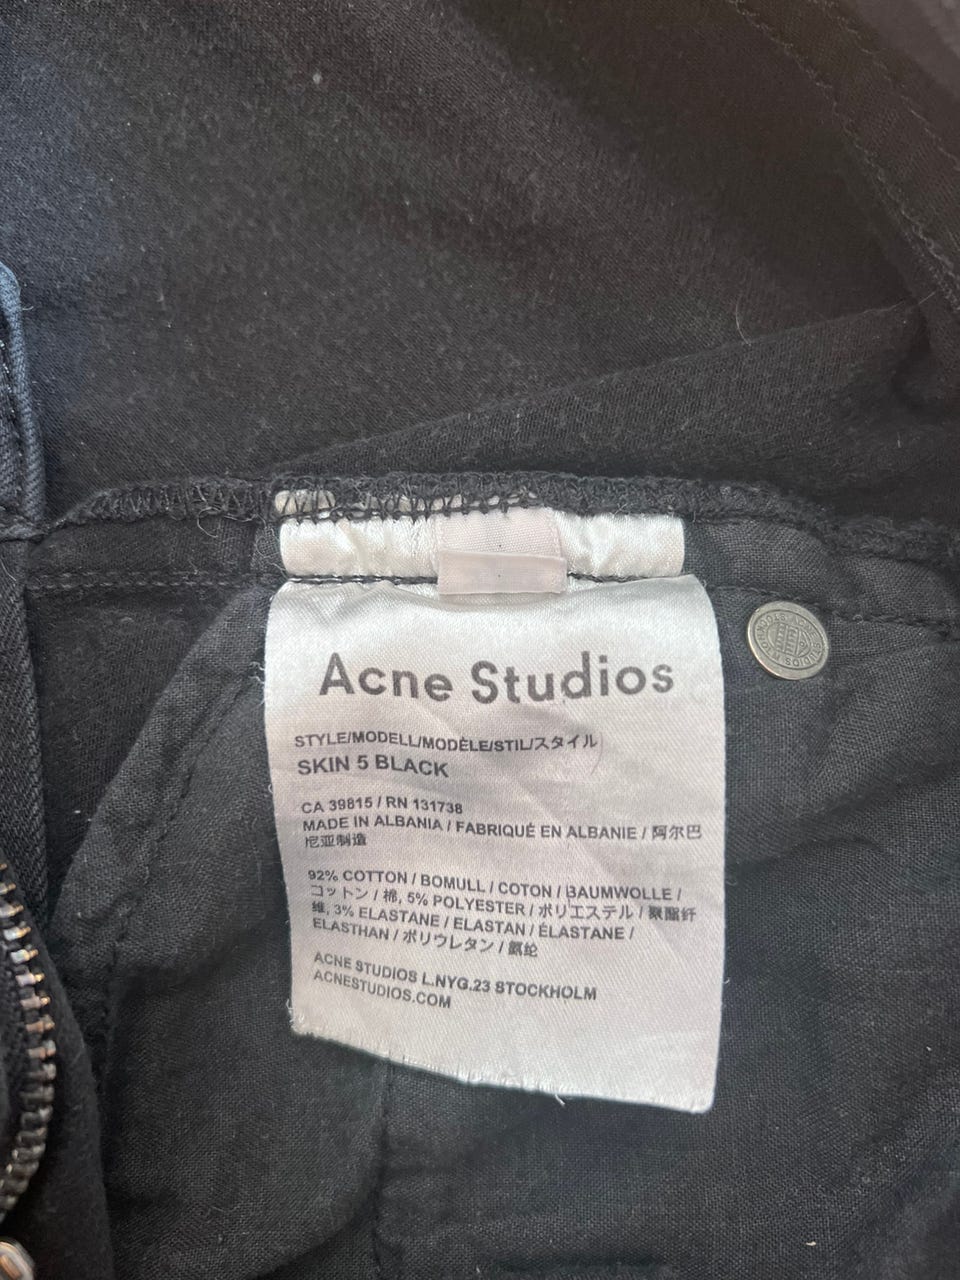 Acne Studios
STYLE/MODELL/MODÈLE/STIL/スタイル
SKIN 5 BLACK
CA 39815 / RN 131738
MADE IN ALBANIA / FABRIQUÉ EN ALBANIE / 阿尔巴
尼亚制造
92% COTTON / BOMULL / COTON / BAUMWOLLE /
コットン / 棉, 5% POLYESTER / ポリエステル / 聚酯纤
维, 3% ELASTANE / ELASTAN / ÉLASTANE /
ELASTHAN / ポリウレタン / 氨纶
ACNE STUDIOS L.NYG.23 STOCKHOLM
ACNESTUDIOS.COM
ACNE STUDIOS